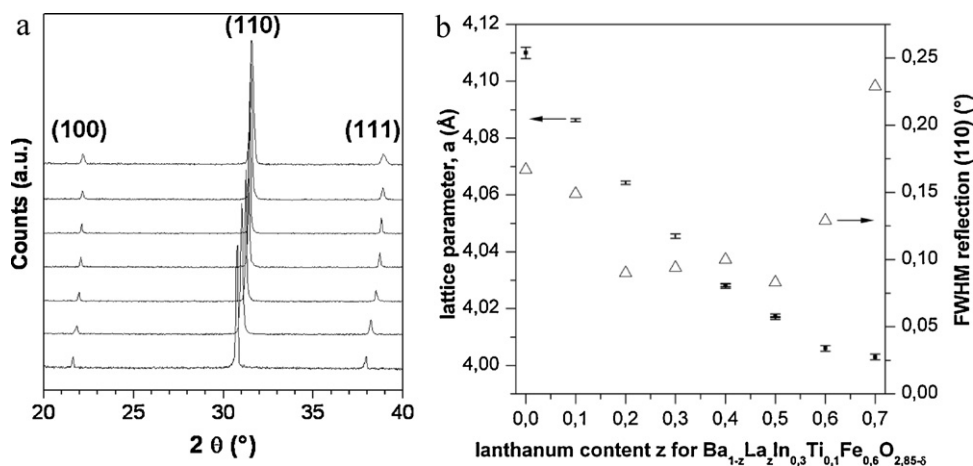 a
(110)
(100)
(111)
Counts (a.u.)
20 25 30 35 40
2 θ (°)
b
4,12
4,10
4,08
4,06
4,04
4,02
4,00
lattice parameter, a (Å)
0,25
0,20
0,15
0,10
0,05
0,00
FWHM reflection (110) (°)
0,0 0,1 0,2 0,3 0,4 0,5 0,6 0,7
lanthanum content z for Ba1-zLazIn0,3Ti0,1Fe0,6O2,85-δ